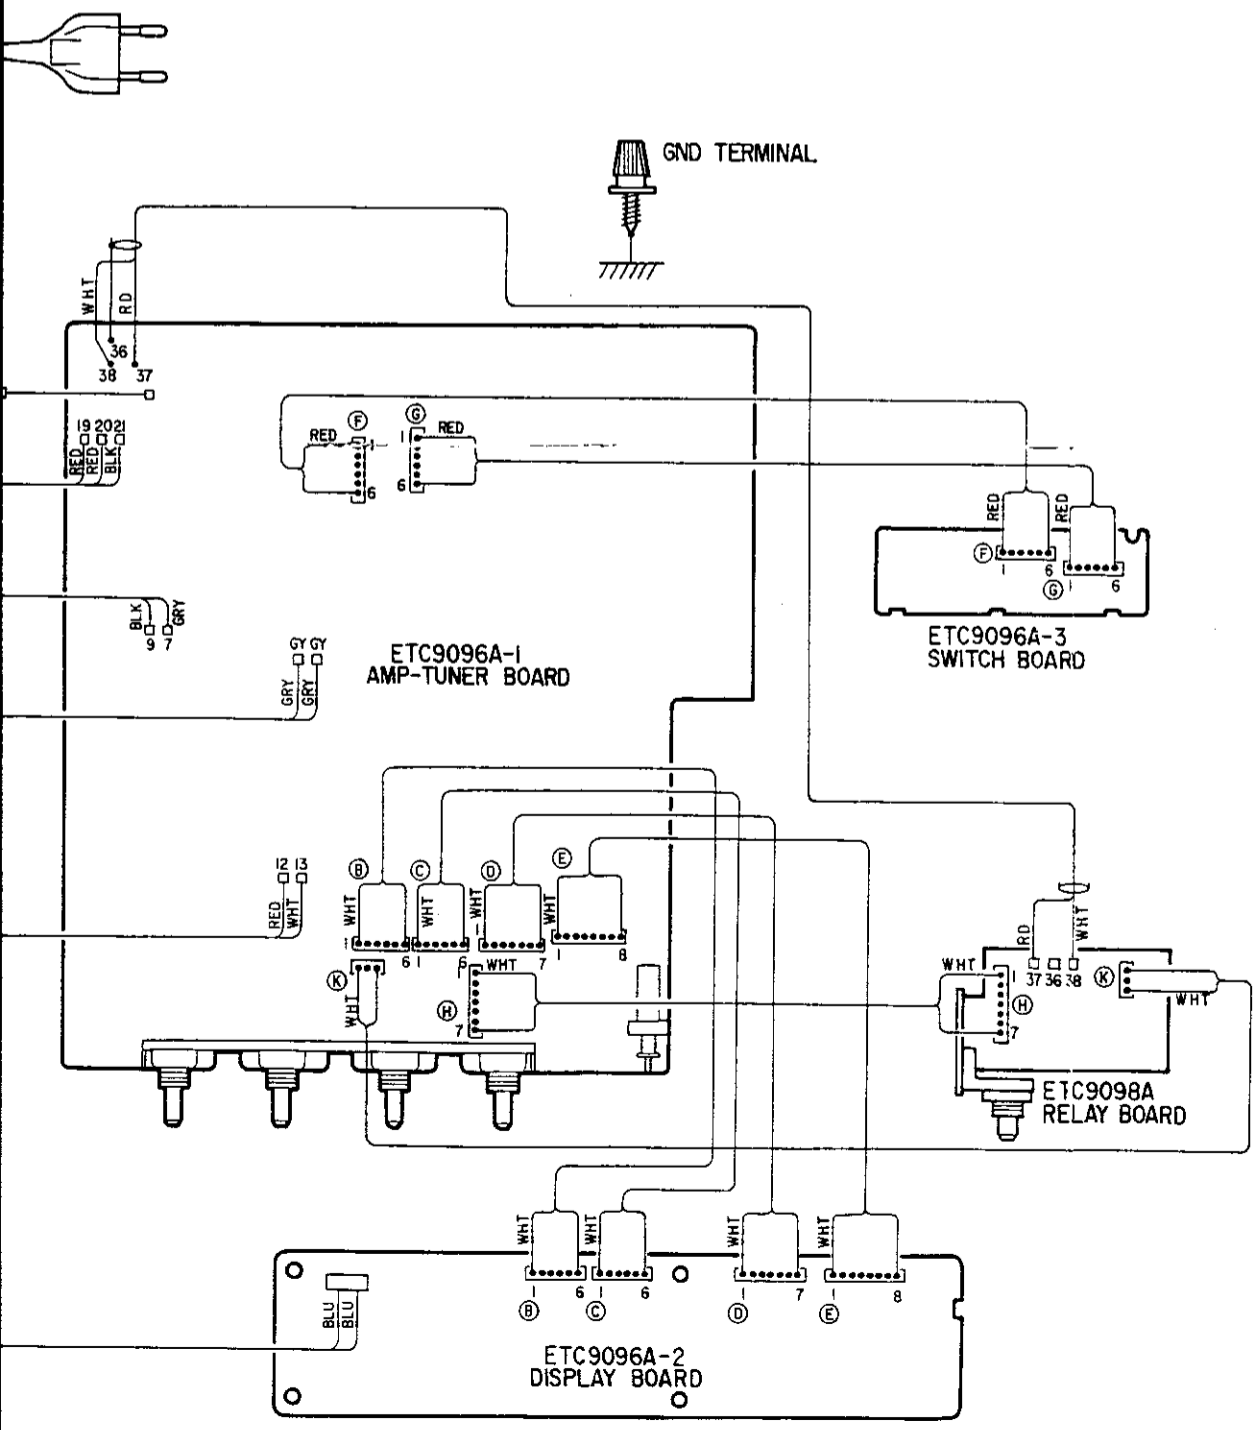 GND TERMINAL
WHT
RD
36
38 37
19 20 21
RED
RED
BLK
F
RED
1
6
G
1
RED
6
RED
RED
F
1
6
G
1
6
ETC9096A-3
SWITCH BOARD
BLK
GRY
9 7
GY GY
GRY
GRY
ETC9096A-1
AMP-TUNER BOARD
12 13
RED
WHT
B
WHT
1
6
C
WHT
1
6
D
WHT
1
7
E
WHT
1
8
K
WHT
1
WHT
H
7
RD
WHT
37 36 38
WHT
1
H
7
K
WHT
ETC9098A
RELAY BOARD
WHT
1
6
B
WHT
1
6
C
WHT
1
7
D
WHT
1
8
E
BLU
BLU
ETC9096A-2
DISPLAY BOARD